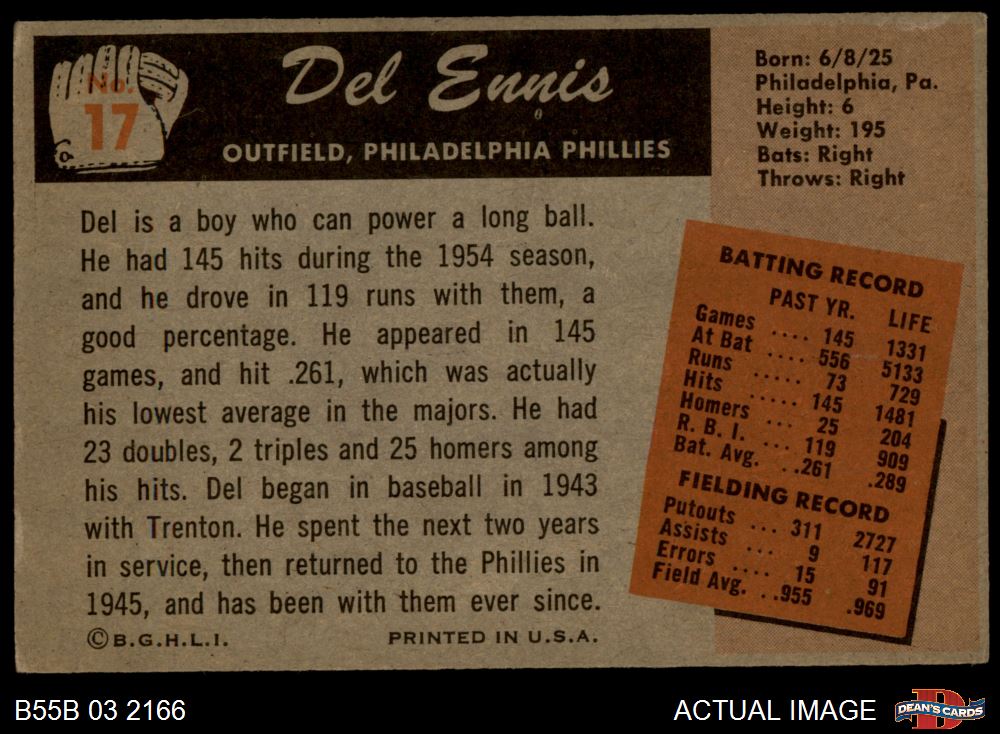 No.
17
Del Ennis
OUTFIELD, PHILADELPHIA PHILLIES
Born: 6/8/25
Philadelphia, Pa.
Height: 6
Weight: 195
Bats: Right
Throws: Right
Del is a boy who can power a long ball.
He had 145 hits during the 1954 season,
and he drove in 119 runs with them, a
good percentage. He appeared in 145
games, and hit .261, which was actually
his lowest average in the majors. He had
23 doubles, 2 triples and 25 homers among
his hits. Del began in baseball in 1943
with Trenton. He spent the next two years
in service, then returned to the Phillies in
1945, and has been with them ever since.
©B.G.H.L.I. PRINTED IN U.S.A.
BATTING RECORD
PAST YR. LIFE
Games .... 145 1331
At Bat .... 556 5133
Runs ..... 73 729
Hits ..... 145 1481
Homers ... 25 204
R. B. I. ... 119 909
Bat. Avg. ..261 .289
FIELDING RECORD
Putouts ... 311 2727
Assists ... 9 117
Errors .... 15 91
Field Avg. ..955 .969
B55B 03 2166
ACTUAL IMAGE
DEAN'S CARDS